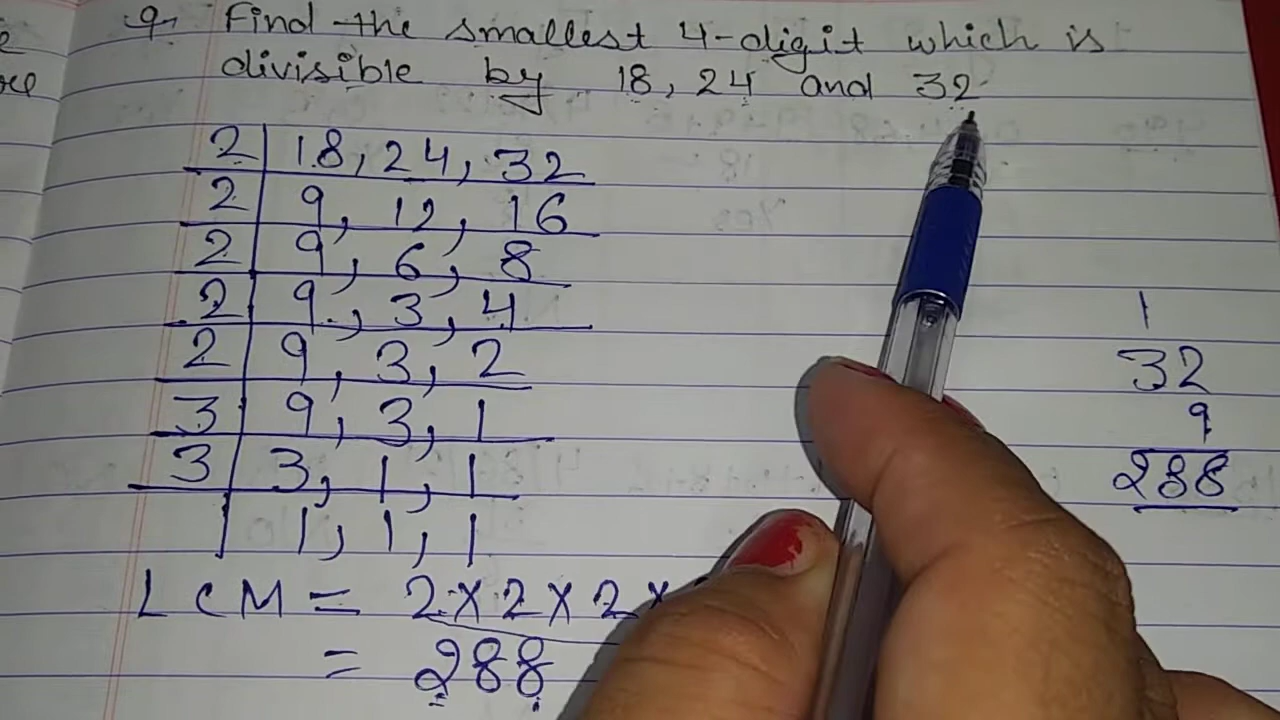 Q. Find the smallest 4-digit which is
divisible by 18, 24 and 32
2 | 18, 24, 32
2 | 9, 12, 16
2 | 9, 6, 8
2 | 9, 3, 4
2 | 9, 3, 2
3 | 9, 3, 1
3 | 3, 1, 1
1, 1, 1
LCM = 2×2×2×
= 288
1
32
9
288